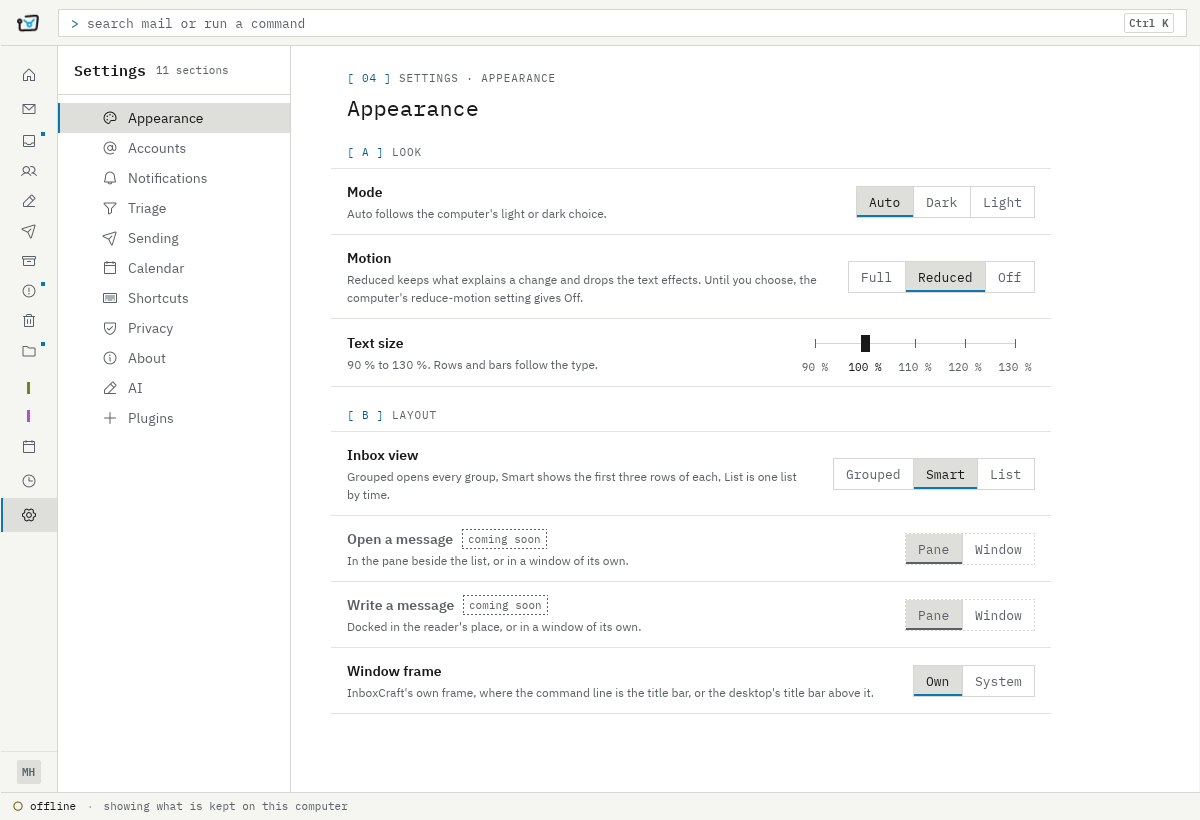 > search mail or run a command
Ctrl K
Settings 11 sections
Appearance
Accounts
Notifications
Triage
Sending
Calendar
Shortcuts
Privacy
About
AI
Plugins
[ 04 ] SETTINGS · APPEARANCE
Appearance
[ A ] LOOK
Mode
Auto follows the computer's light or dark choice.
Auto Dark Light
Motion
Reduced keeps what explains a change and drops the text effects. Until you choose, the
computer's reduce-motion setting gives Off.
Full Reduced Off
Text size
90 % to 130 %. Rows and bars follow the type.
90 % 100 % 110 % 120 % 130 %
[ B ] LAYOUT
Inbox view
Grouped opens every group, Smart shows the first three rows of each, List is one list
by time.
Grouped Smart List
Open a message coming soon
In the pane beside the list, or in a window of its own.
Pane Window
Write a message coming soon
Docked in the reader's place, or in a window of its own.
Pane Window
Window frame
InboxCraft's own frame, where the command line is the title bar, or the desktop's title bar above it.
Own System
MH
offline · showing what is kept on this computer